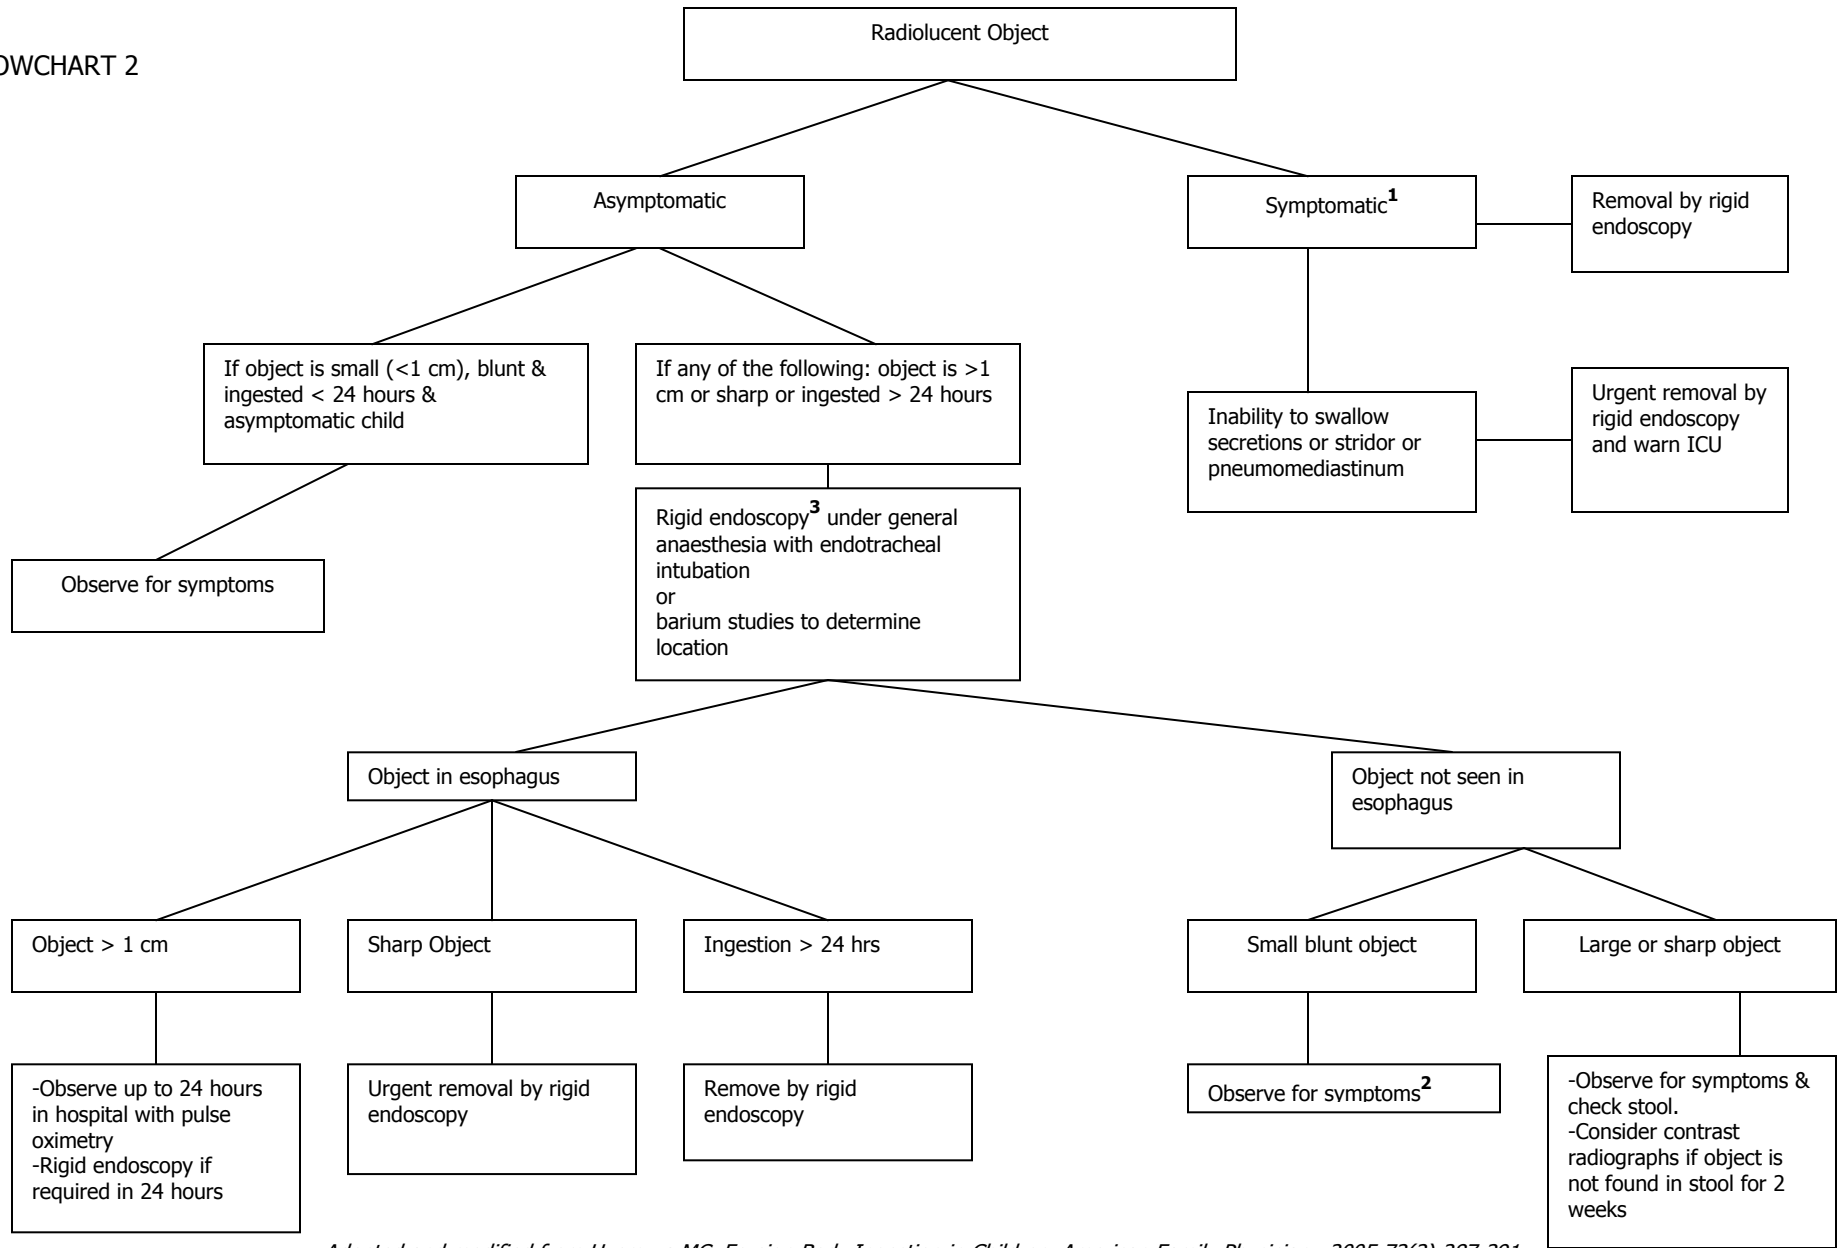 Radiolucent Object
OWCHART 2
Asymptomatic
Symptomatic1
Removal by rigid
endoscopy
If object is small (<1 cm), blunt &
ingested < 24 hours &
asymptomatic child
If any of the following: object is >1
cm or sharp or ingested > 24 hours
Inability to swallow
secretions or stridor or
pneumomediastinum
Urgent removal by
rigid endoscopy
and warn ICU
Rigid endoscopy3 under general
anaesthesia with endotracheal
intubation
or
barium studies to determine
location
Observe for symptoms
Object in esophagus
Object not seen in
esophagus
Object > 1 cm
Sharp Object
Ingestion > 24 hrs
Small blunt object
Large or sharp object
-Observe up to 24 hours
in hospital with pulse
oximetry
-Rigid endoscopy if
required in 24 hours
Urgent removal by rigid
endoscopy
Remove by rigid
endoscopy
Observe for symptoms2
-Observe for symptoms &
check stool.
-Consider contrast
radiographs if object is
not found in stool for 2
weeks